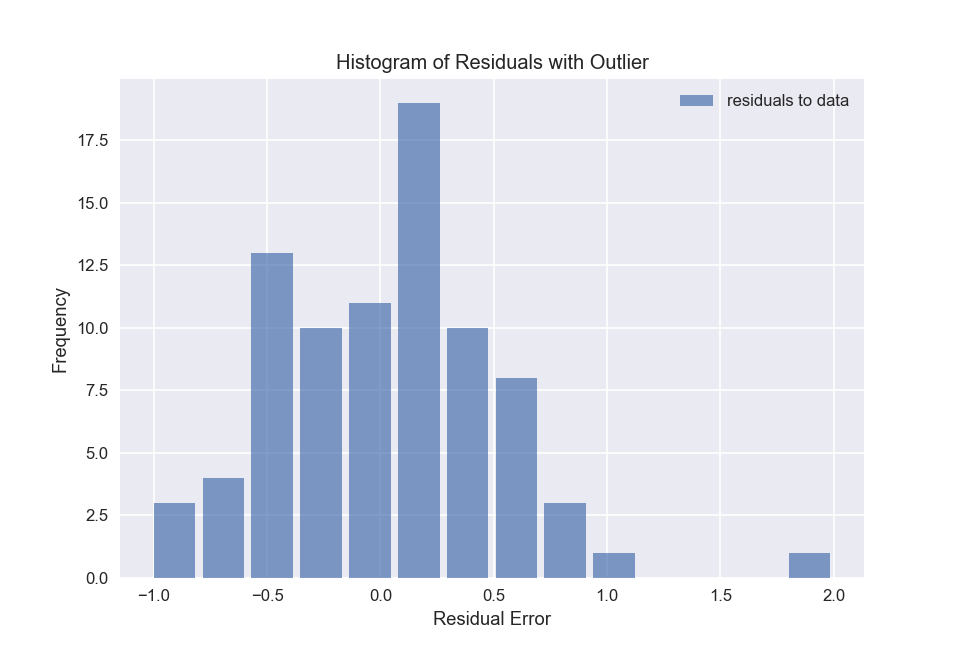 Histogram of Residuals with Outlier
residuals to data
17.5
15.0
12.5
10.0
7.5
5.0
2.5
0.0
Frequency
−1.0 −0.5 0.0 0.5 1.0 1.5 2.0
Residual Error